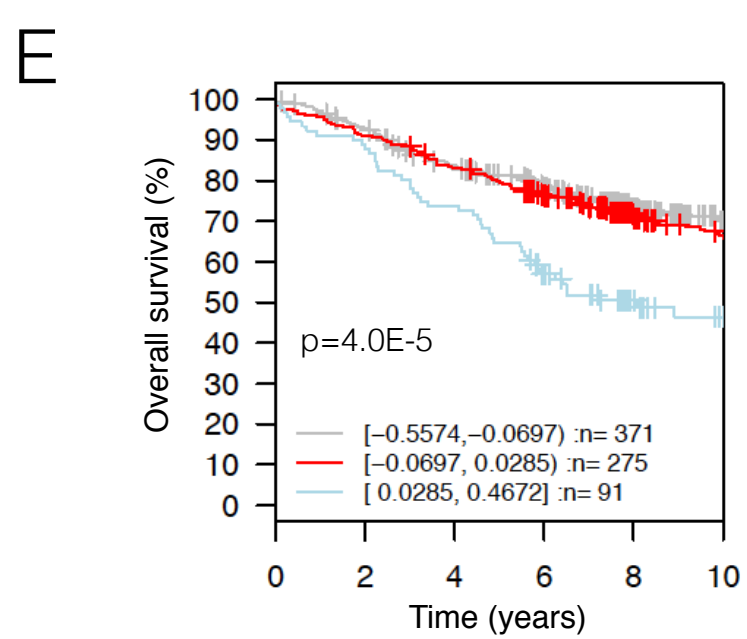 E
Overall survival (%)
100
90
80
70
60
50
40
30
20
10
0
p=4.0E-5
[−0.5574,−0.0697) :n= 371
[−0.0697, 0.0285) :n= 275
[ 0.0285, 0.4672] :n= 91
0 2 4 6 8 10
Time (years)